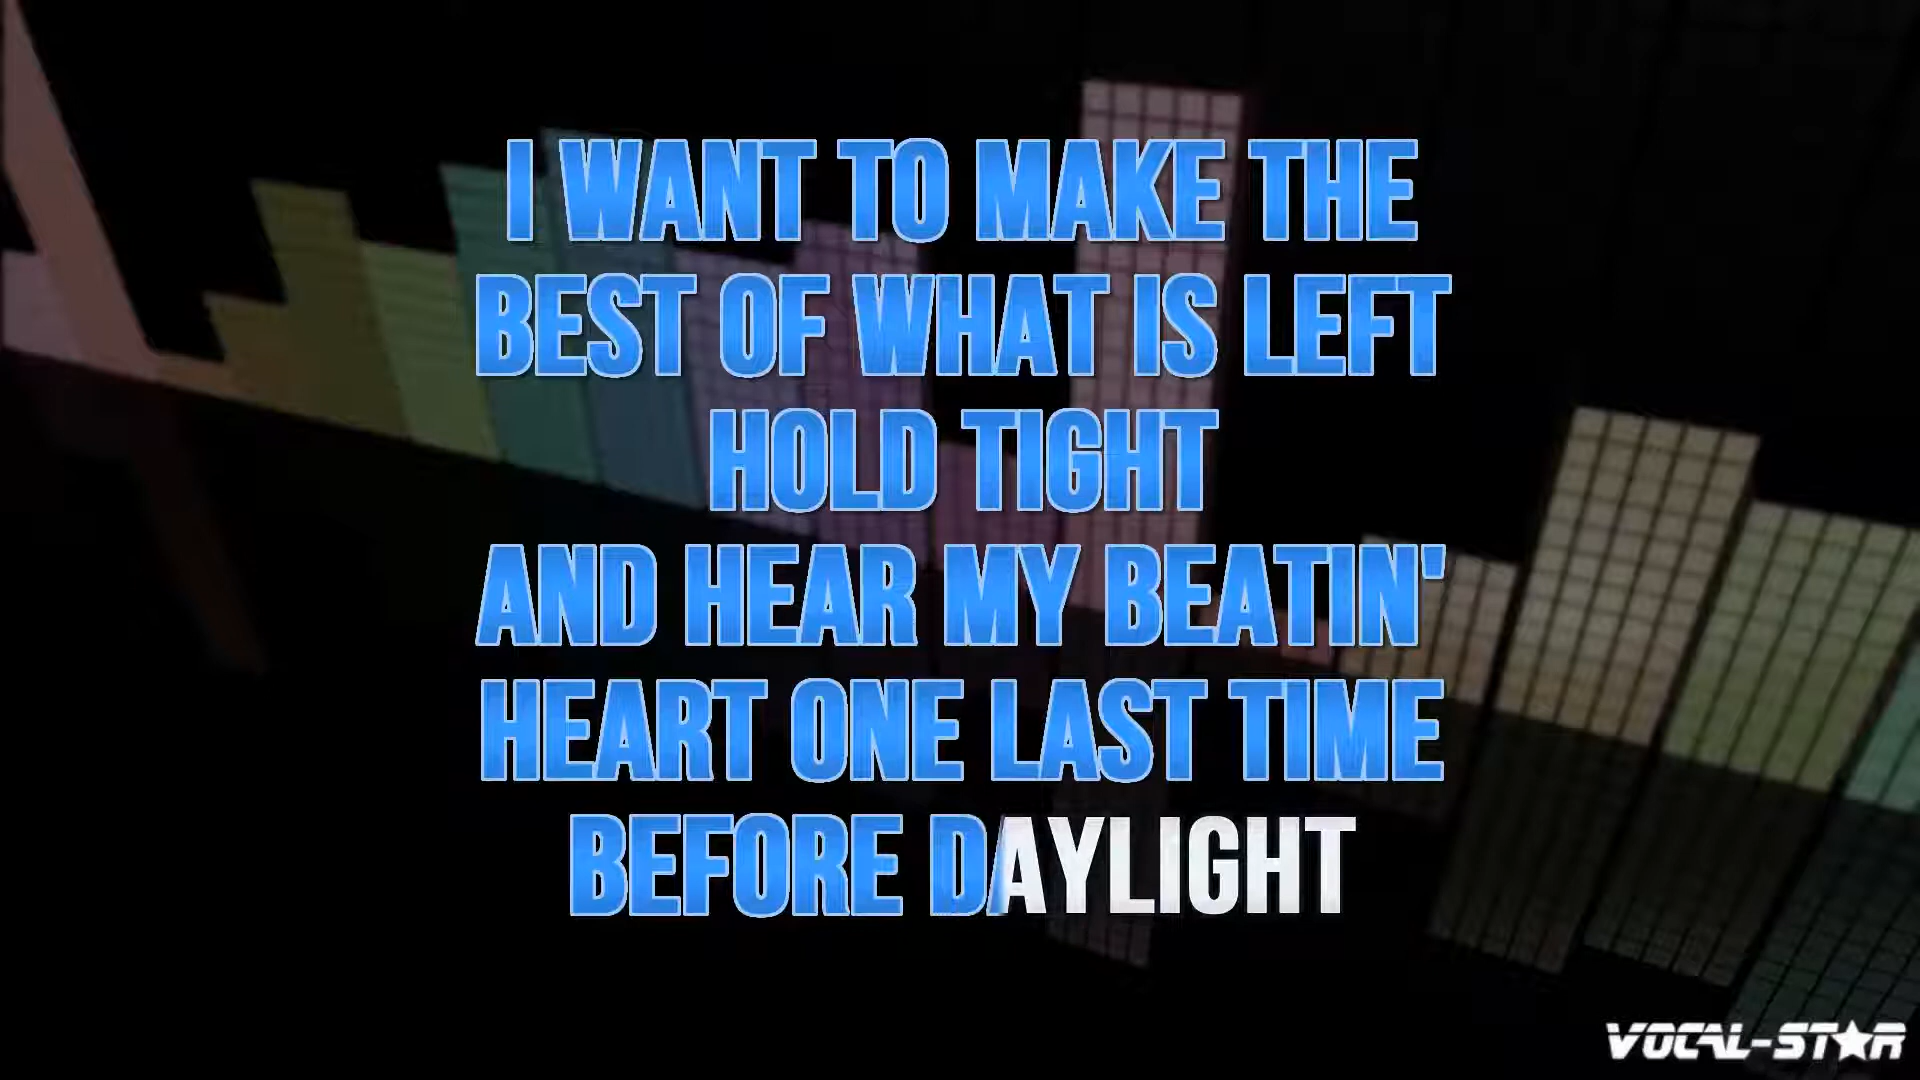 I WANT TO MAKE THE
BEST OF WHAT IS LEFT
HOLD TIGHT
AND HEAR MY BEATIN'
HEART ONE LAST TIME
BEFORE DAYLIGHT
VOCAL-STAR